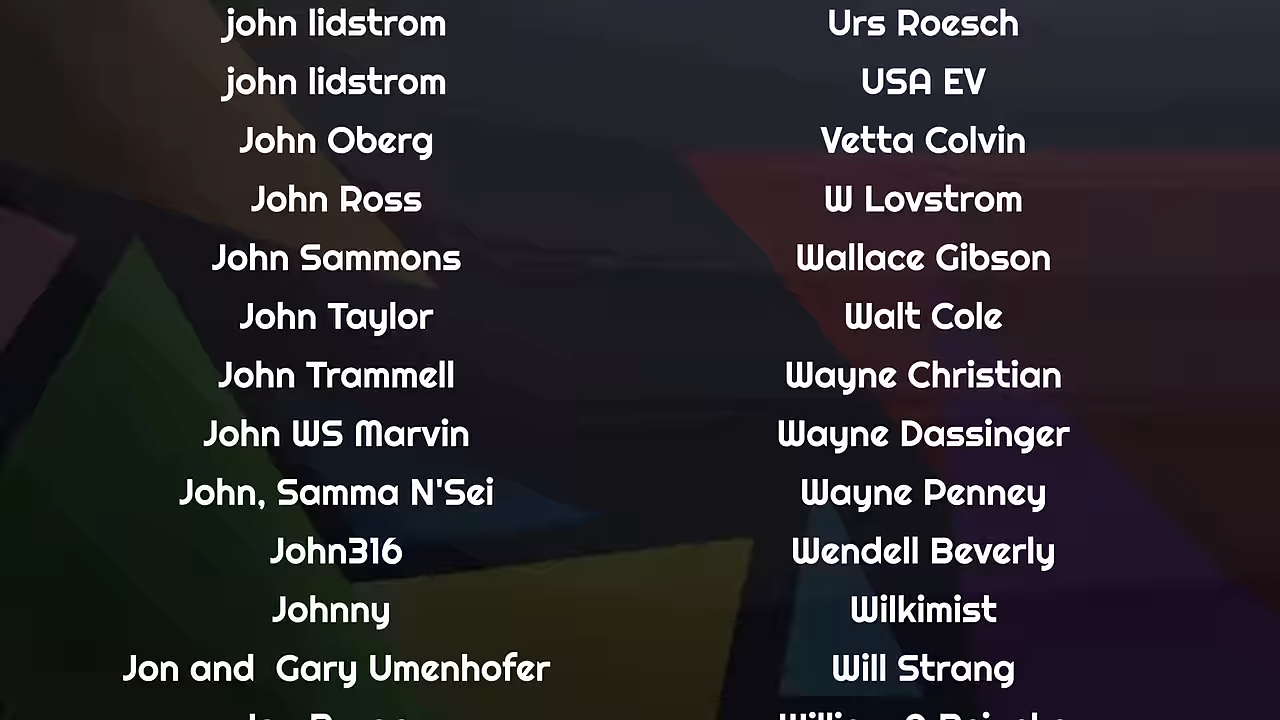 john lidstrom
john lidstrom
John Oberg
John Ross
John Sammons
John Taylor
John Trammell
John WS Marvin
John, Samma N'Sei
John316
Johnny
Jon and  Gary Umenhofer
Urs Roesch
USA EV
Vetta Colvin
W Lovstrom
Wallace Gibson
Walt Cole
Wayne Christian
Wayne Dassinger
Wayne Penney
Wendell Beverly
Wilkimist
Will Strang